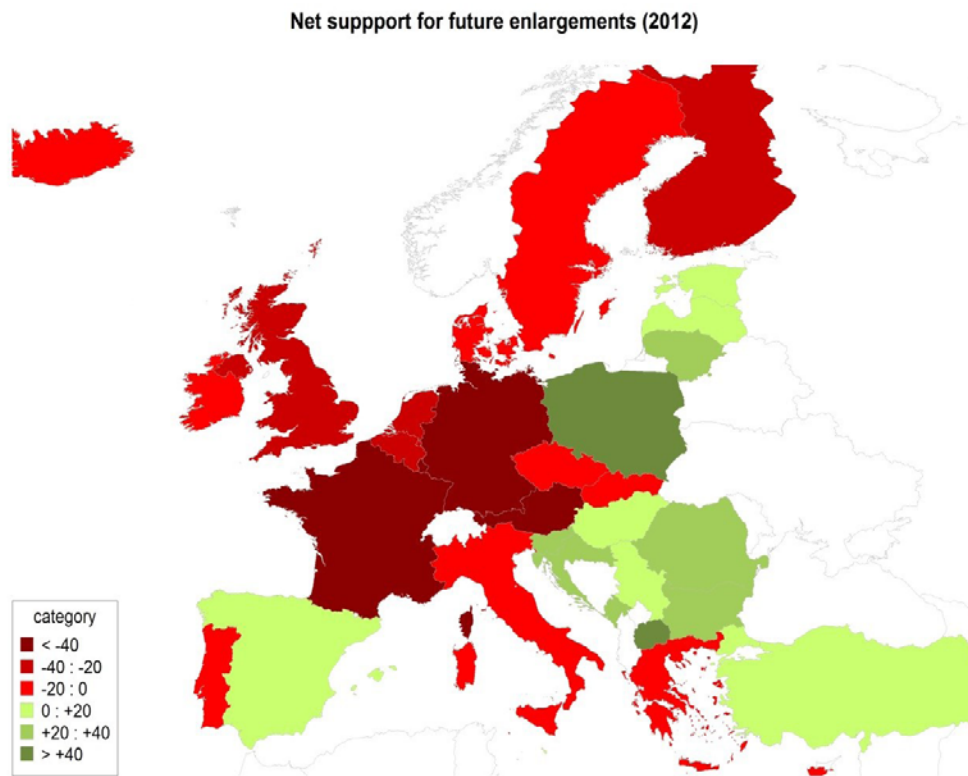 Net suppport for future enlargements (2012)
category
< -40
-40 : -20
-20 : 0
0 : +20
+20 : +40
> +40